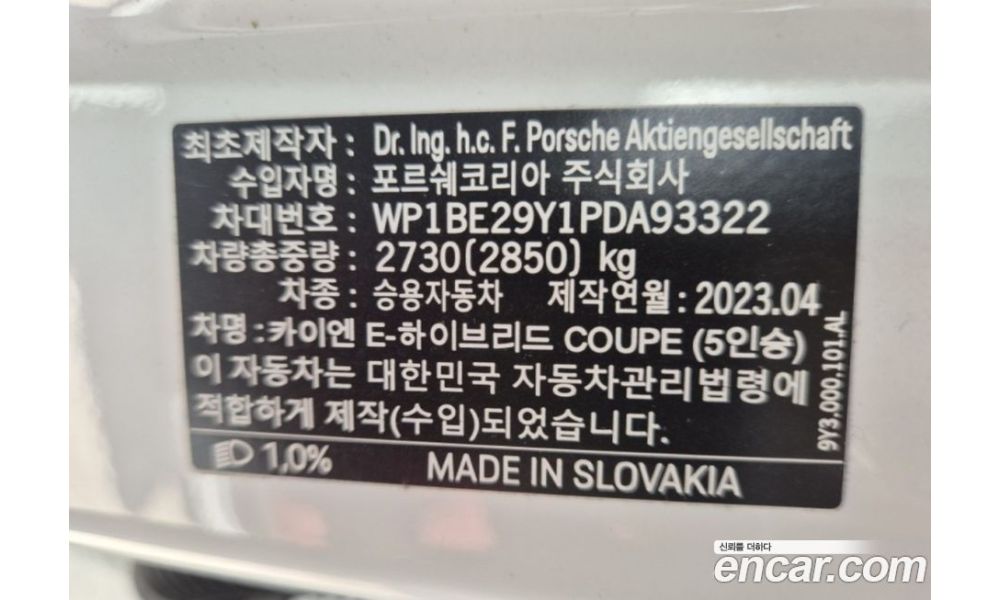 최초제작자 : Dr. Ing. h.c. F. Porsche Aktiengesellschaft
수입자명 : 포르쉐코리아 주식회사
차대번호 : WP1BE29Y1PDA93322
차량총중량 : 2730(2850) kg
차종 : 승용자동차 제작연월 : 2023.04
차명 : 카이엔 E-하이브리드 COUPE (5인승)
이 자동차는 대한민국 자동차관리법령에
적합하게 제작(수입)되었습니다.
1,0% MADE IN SLOVAKIA
9Y3.000.101.AL
신뢰를 더하다
encar.com